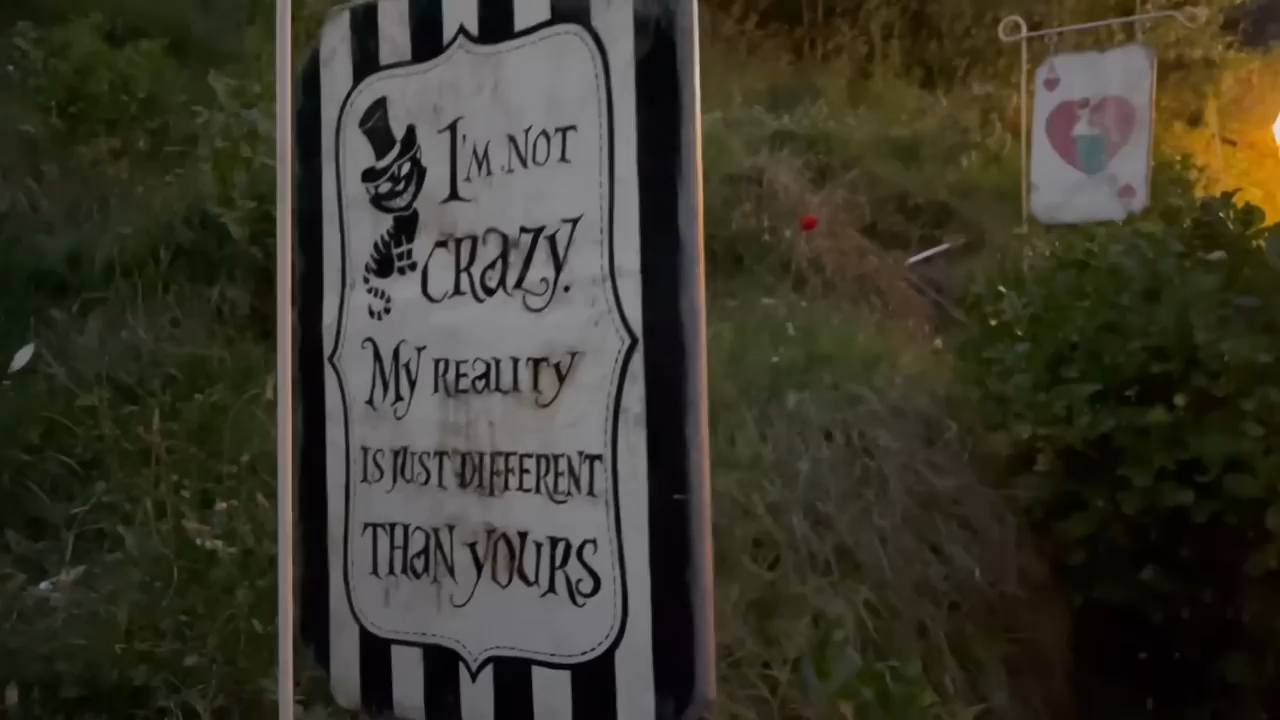 I'M NOT
CRAZY.
MY REALITY
IS JUST DIFFERENT
THAN YOURS